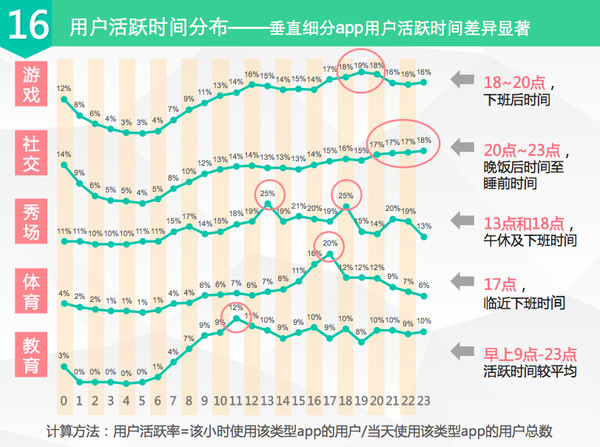 16 用户活跃时间分布——垂直细分app用户活跃时间差异显著
游戏
12% 8% 6% 4% 3% 3% 4% 7% 9% 11% 13% 14% 16% 15% 14% 15% 14% 17% 18% 19% 18% 16% 16% 16%
18~20点，
下班后时间
社交
14% 9% 6% 5% 5% 4% 5% 8% 10% 12% 13% 14% 14% 13% 13% 13% 14% 15% 16% 15% 17% 17% 17% 18%
20点~23点，
晚饭后时间至
睡前时间
秀场
11% 11% 10% 10% 11% 11% 11% 15% 17% 14% 15% 18% 19% 25% 19% 21% 20% 19% 25% 15% 14% 20% 19% 13%
13点和18点，
午休及下班时间
体育
4% 2% 2% 1% 1% 1% 1% 4% 4% 6% 6% 7% 6% 7% 8% 11% 16% 20% 12% 12% 12% 9% 7% 6%
17点，
临近下班时间
教育
3% 0% 0% 0% 0% 0% 1% 4% 7% 9% 9% 12% 11% 10% 9% 9% 10% 9% 10% 8% 10% 10% 9% 10%
早上9点-23点
活跃时间较平均
0 1 2 3 4 5 6 7 8 9 10 11 12 13 14 15 16 17 18 19 20 21 22 23
计算方法：用户活跃率=该小时使用该类型app的用户/当天使用该类型app的用户总数